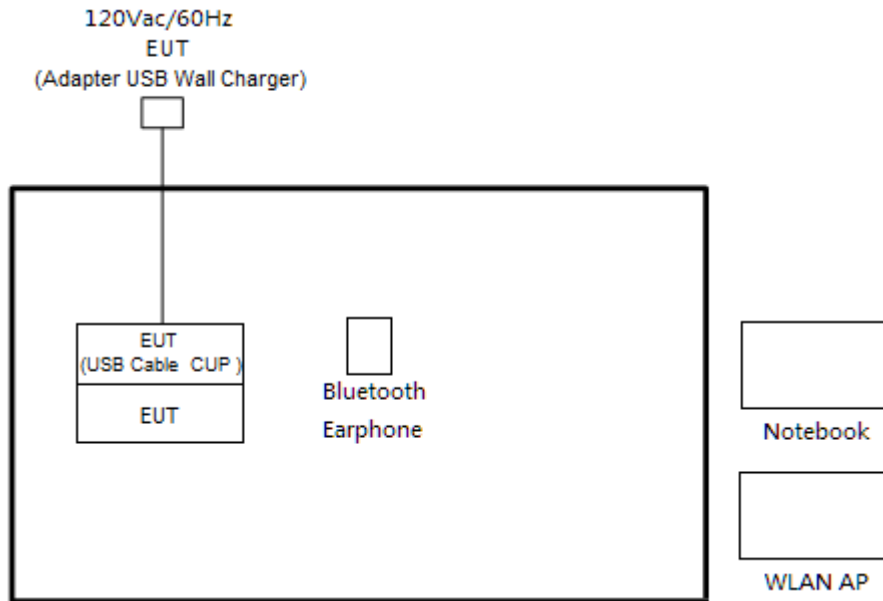 120Vac/60Hz
EUT
(Adapter USB Wall Charger)
EUT
(USB Cable CUP )
EUT
Bluetooth
Earphone
Notebook
WLAN AP